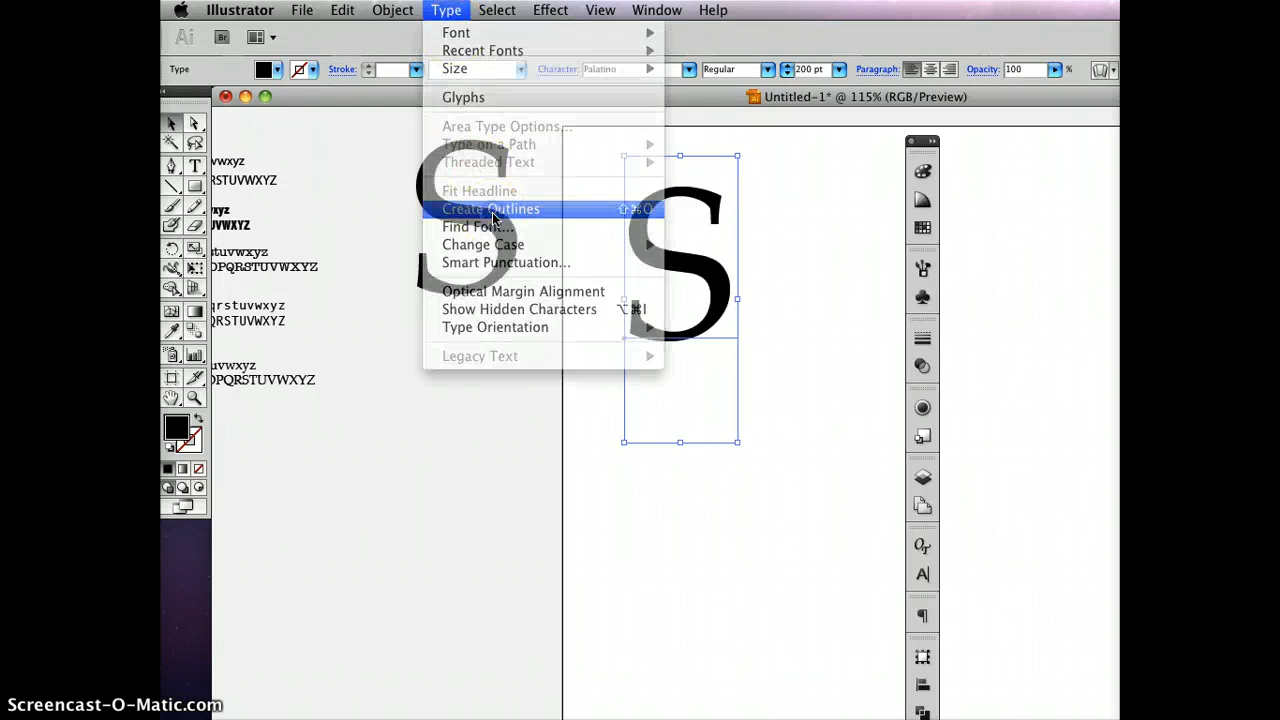 Illustrator File Edit Object Type Select Effect View Window Help
Ai Br
Type Stroke: Character: Palatino Regular 200 pt Paragraph: Opacity: 100 %
Untitled-1* @ 115% (RGB/Preview)
Font
Recent Fonts
Size
Glyphs
Area Type Options...
Type on a Path
Threaded Text
Fit Headline
Create Outlines ⇧⌘O
Find Font...
Change Case
Smart Punctuation...
Optical Margin Alignment
Show Hidden Characters ⌥⌘I
Type Orientation
Legacy Text
vwxyz
RSTUVWXYZ
xyz
UVWXYZ
stuvwxyz
OPQRSTUVWXYZ
qrstuvwxyz
QRSTUVWXYZ
uvwxyz
OPQRSTUVWXYZ
S S
Screencast-O-Matic.com